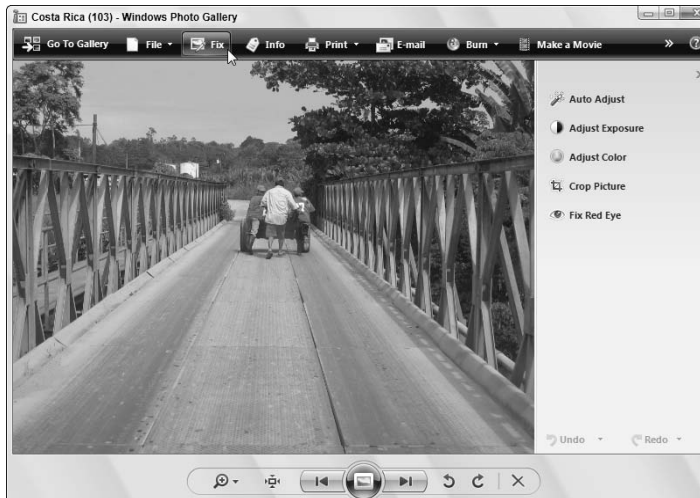 Costa Rica (103) - Windows Photo Gallery
Go To Gallery File Fix Info Print E-mail Burn Make a Movie »
Auto Adjust
Adjust Exposure
Adjust Color
Crop Picture
Fix Red Eye
Undo Redo